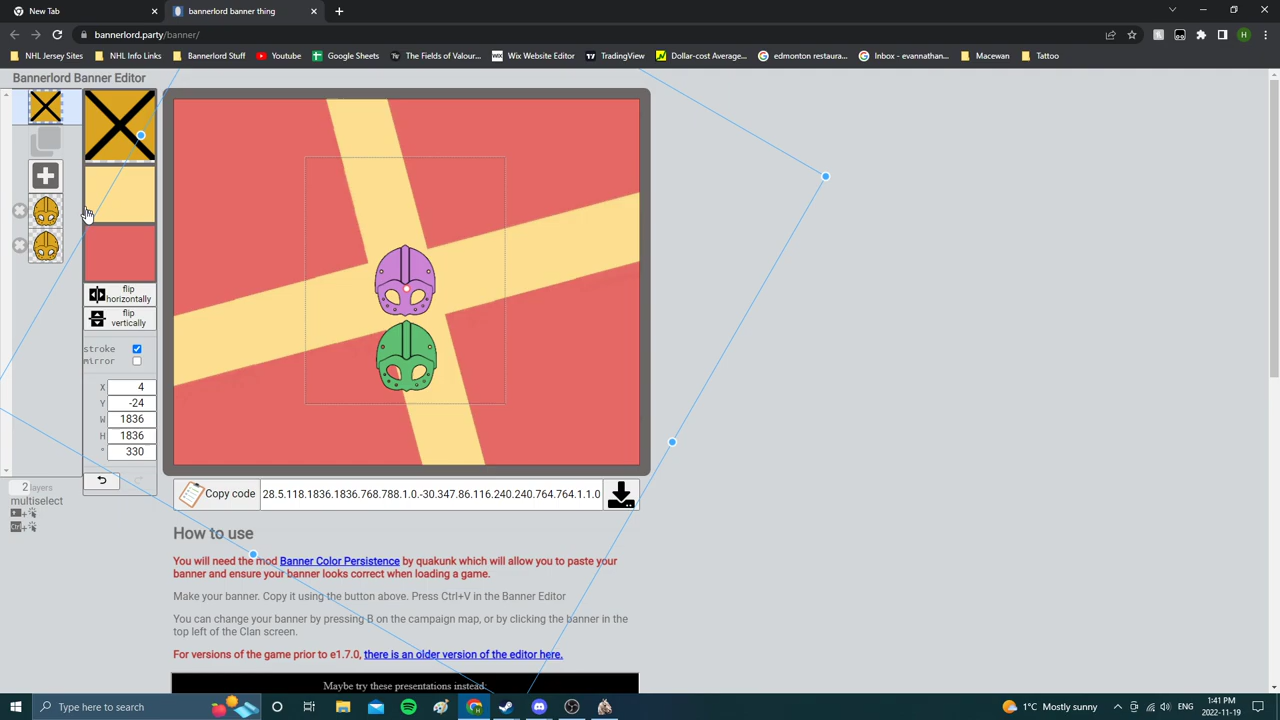 New Tab
bannerlord thing
bannerlord.party/banner/
H
NHL Jersey Sites
NHL Info Links
Bannerlord Stuff
YouTube
Google Sheets
The Fields of Valour...
Wix Website Editor
TradingView
Dollar-cost Average...
edmonton restaura...
Inbox - evannathan...
Macewan
Tattoo
Bannerlord Banner Editor
flip horizontally
flip vertically
stroke
mirror
X 4
Y -24
W 1836
H 1836
° 330
2 layers
multiselect
Copy code
28.5.118.1836.1836.768.788.1.0.-30.347.86.116.240.240.764.764.1.1.0
How to use
You will need the mod Banner Color Persistence by quakunk which will allow you to paste your
banner and ensure your banner looks correct when loading a game.
Make your banner. Copy it using the button above. Press Ctrl+V in the Banner Editor
You can change your banner by pressing B on the campaign map, or by clicking the banner in the
top left of the Clan screen.
For versions of the game prior to e1.7.0, there is an older version of the editor here.
Maybe try these presentations instead:
Type here to search
1°C Mostly sunny
ENG
1:41 PM
2022-11-19